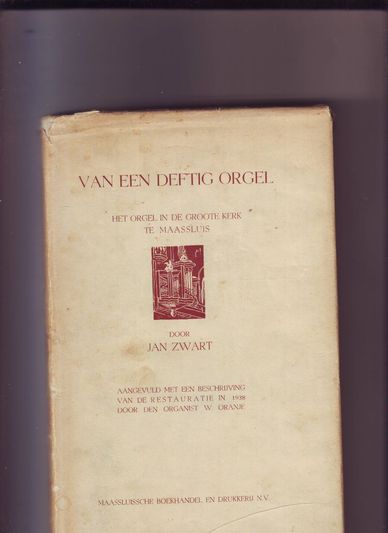 VAN EEN DEFTIG ORGEL
HET ORGEL IN DE GROOTE KERK
TE MAASSLUIS
DOOR
JAN ZWART
AANGEVULD MET EEN BESCHRIJVING
VAN DE RESTAURATIE IN 1938
DOOR DEN ORGANIST W. ORANJE
MAASSLUISSCHE BOEKHANDEL EN DRUKKERIJ N.V.